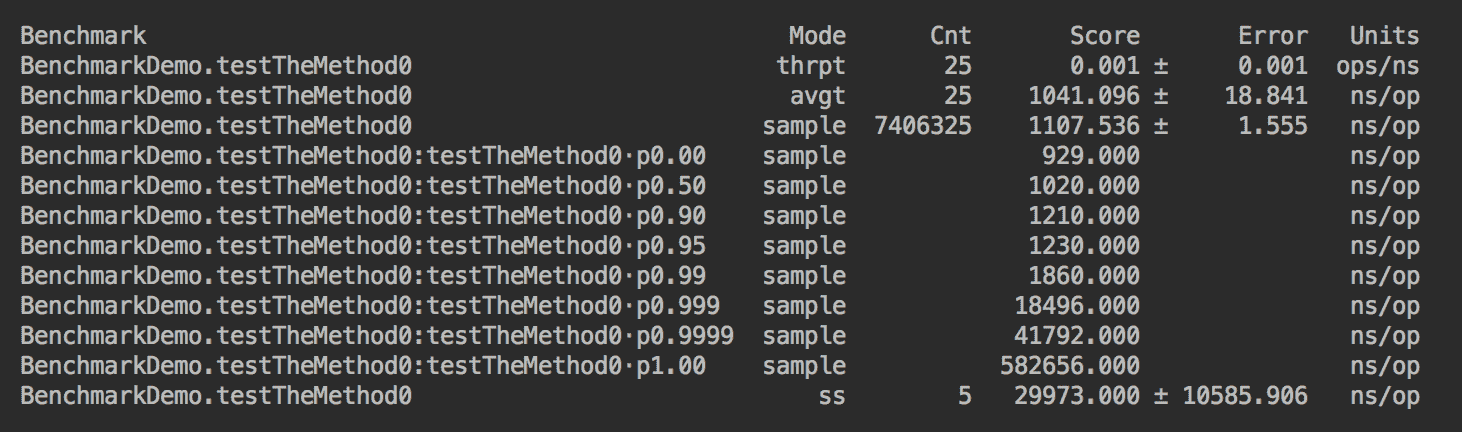 Benchmark Mode Cnt Score Error Units
BenchmarkDemo.testTheMethod0 thrpt 25 0.001 ± 0.001 ops/ns
BenchmarkDemo.testTheMethod0 avgt 25 1041.096 ± 18.841 ns/op
BenchmarkDemo.testTheMethod0 sample 7406325 1107.536 ± 1.555 ns/op
BenchmarkDemo.testTheMethod0:testTheMethod0·p0.00 sample 929.000 ns/op
BenchmarkDemo.testTheMethod0:testTheMethod0·p0.50 sample 1020.000 ns/op
BenchmarkDemo.testTheMethod0:testTheMethod0·p0.90 sample 1210.000 ns/op
BenchmarkDemo.testTheMethod0:testTheMethod0·p0.95 sample 1230.000 ns/op
BenchmarkDemo.testTheMethod0:testTheMethod0·p0.99 sample 1860.000 ns/op
BenchmarkDemo.testTheMethod0:testTheMethod0·p0.999 sample 18496.000 ns/op
BenchmarkDemo.testTheMethod0:testTheMethod0·p0.9999 sample 41792.000 ns/op
BenchmarkDemo.testTheMethod0:testTheMethod0·p1.00 sample 582656.000 ns/op
BenchmarkDemo.testTheMethod0 ss 5 29973.000 ± 10585.906 ns/op